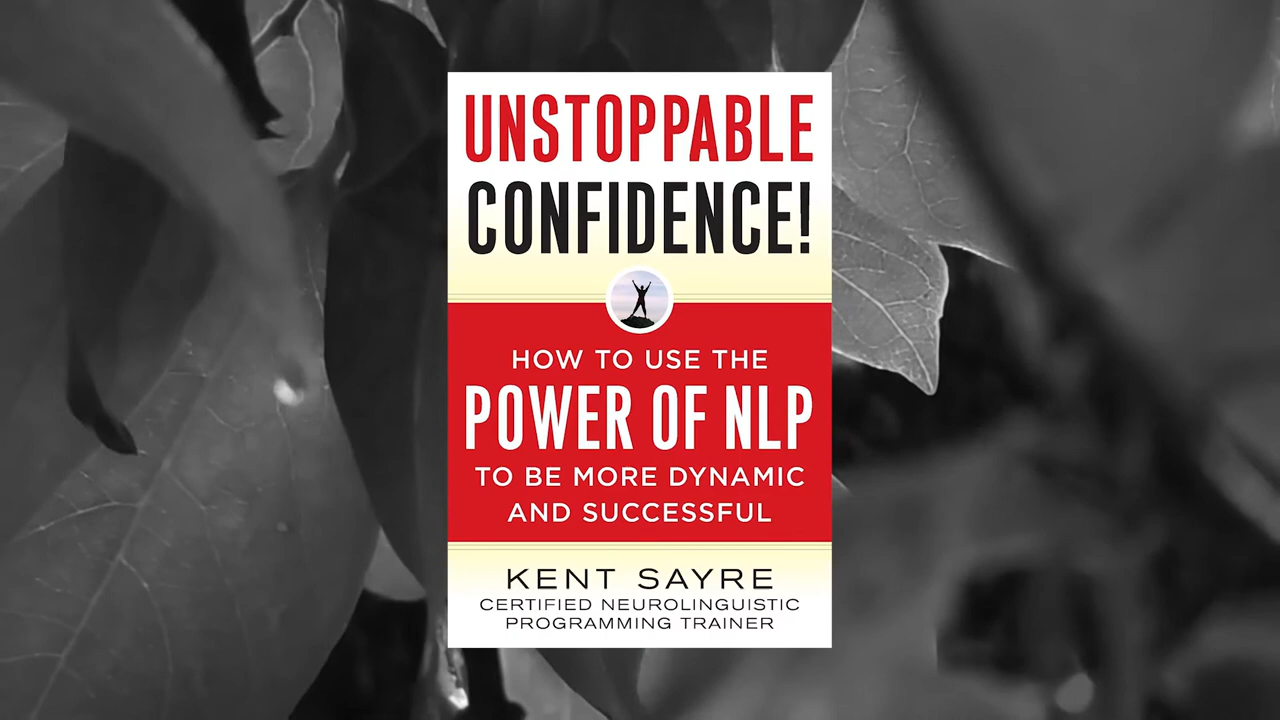 UNSTOPPABLE
CONFIDENCE!
HOW TO USE THE
POWER OF NLP
TO BE MORE DYNAMIC
AND SUCCESSFUL
KENT SAYRE
CERTIFIED NEUROLINGUISTIC
PROGRAMMING TRAINER